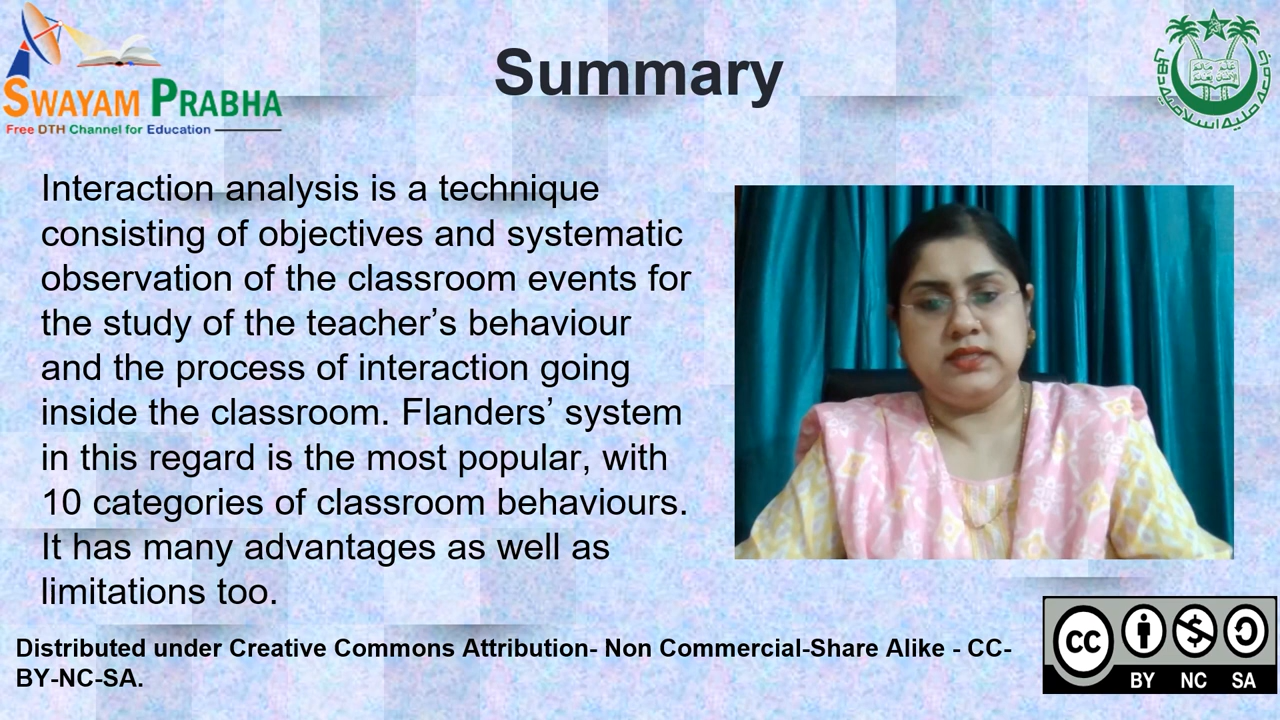 Summary
SWAYAM PRABHA
Free DTH Channel for Education
Interaction analysis is a technique
consisting of objectives and systematic
observation of the classroom events for
the study of the teacher’s behaviour
and the process of interaction going
inside the classroom. Flanders’ system
in this regard is the most popular, with
10 categories of classroom behaviours.
It has many advantages as well as
limitations too.
Distributed under Creative Commons Attribution- Non Commercial-Share Alike - CC-
BY-NC-SA.
cc
BY NC SA